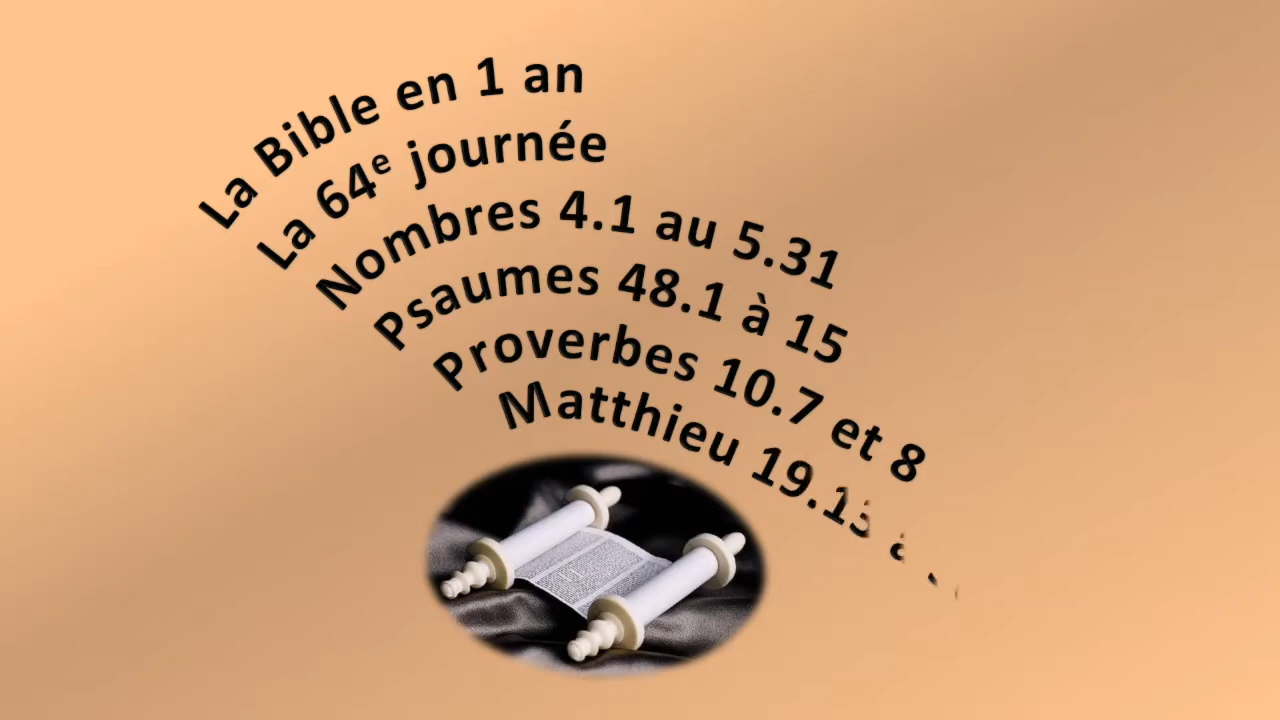 La Bible en 1 an
La 64e journée
Nombres 4.1 au 5.31
Psaumes 48.1 à 15
Proverbes 10.7 et 8
Matthieu